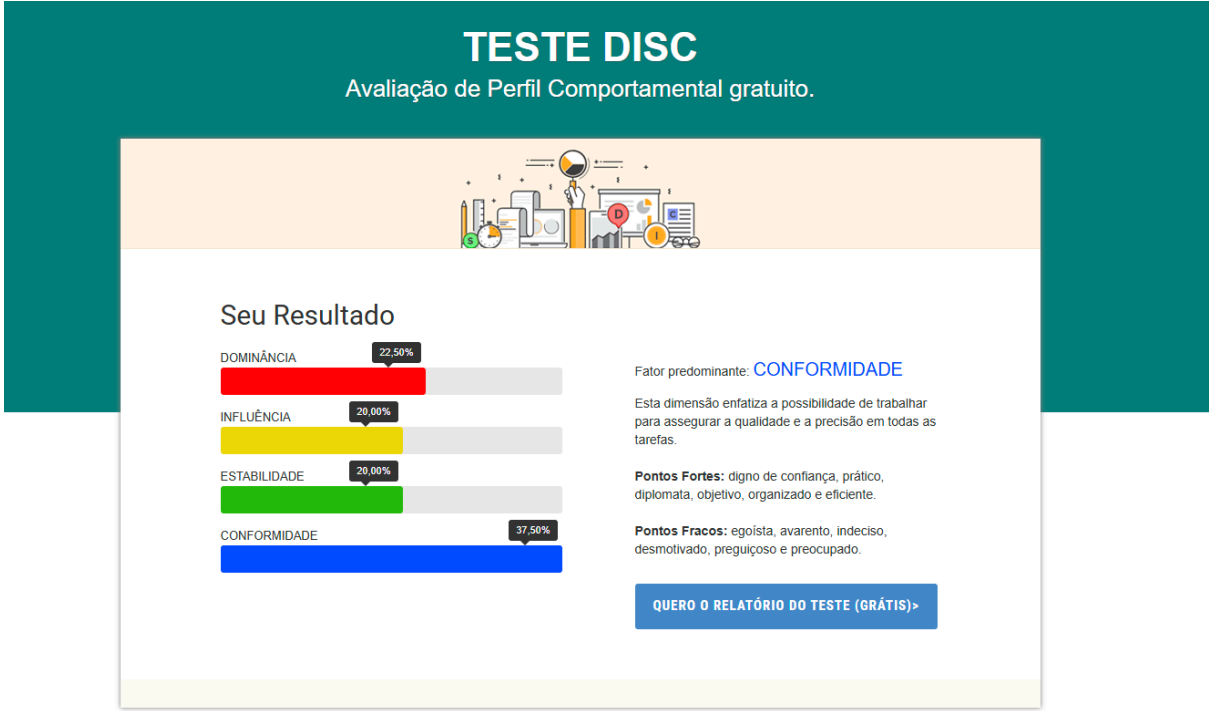 TESTE DISC
Avaliação de Perfil Comportamental gratuito.
D
C
S
I
Seu Resultado
DOMINÂNCIA
22,50%
INFLUÊNCIA
20,00%
ESTABILIDADE
20,00%
CONFORMIDADE
37,50%
Fator predominante: CONFORMIDADE
Esta dimensão enfatiza a possibilidade de trabalhar
para assegurar a qualidade e a precisão em todas as
tarefas.
Pontos Fortes: digno de confiança, prático,
diplomata, objetivo, organizado e eficiente.
Pontos Fracos: egoísta, avarento, indeciso,
desmotivado, preguiçoso e preocupado.
QUERO O RELATÓRIO DO TESTE (GRÁTIS)>